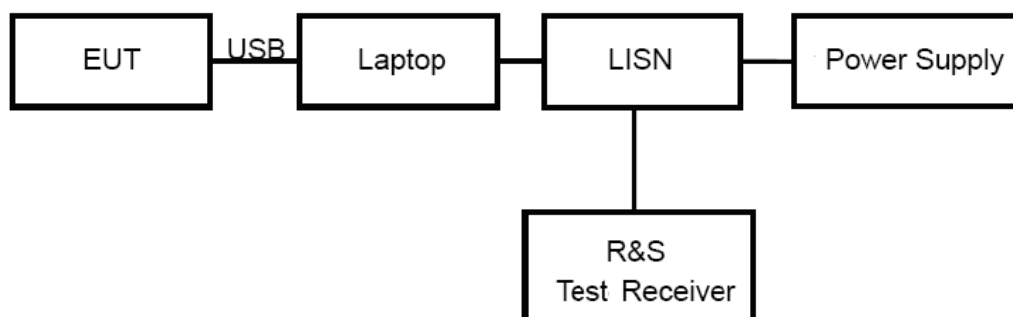 EUT
USB
Laptop
LISN
Power Supply
R&S
Test Receiver